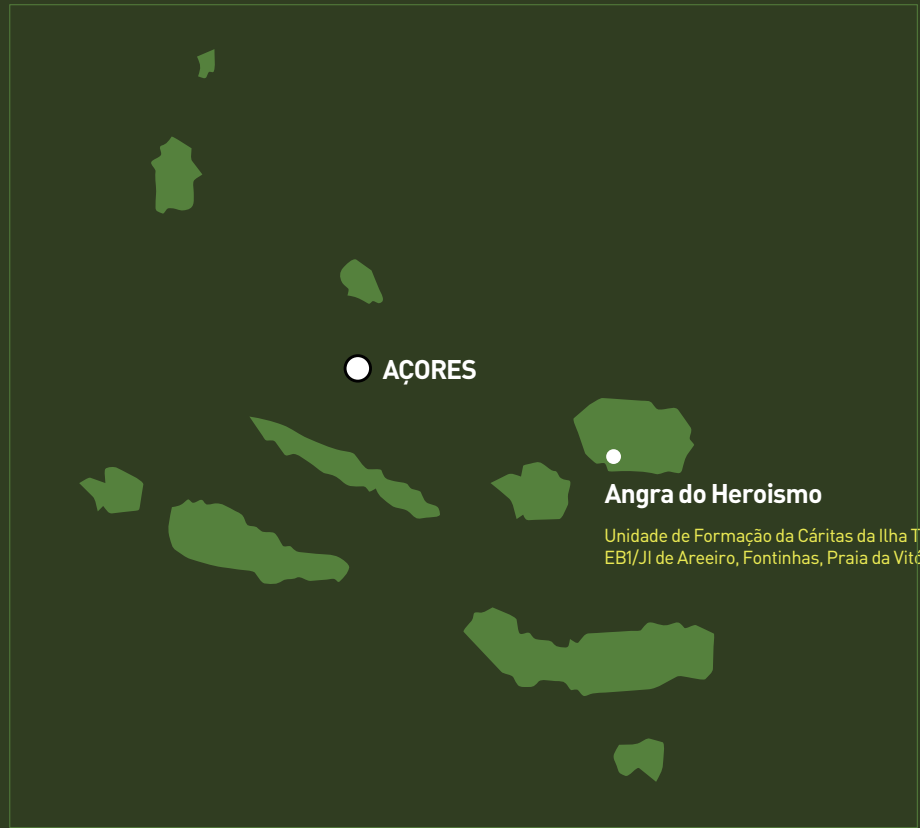 AÇORES
Angra do Heroismo
Unidade de Formação da Cáritas da Ilha
EB1/JI de Areeiro, Fontinhas, Praia da